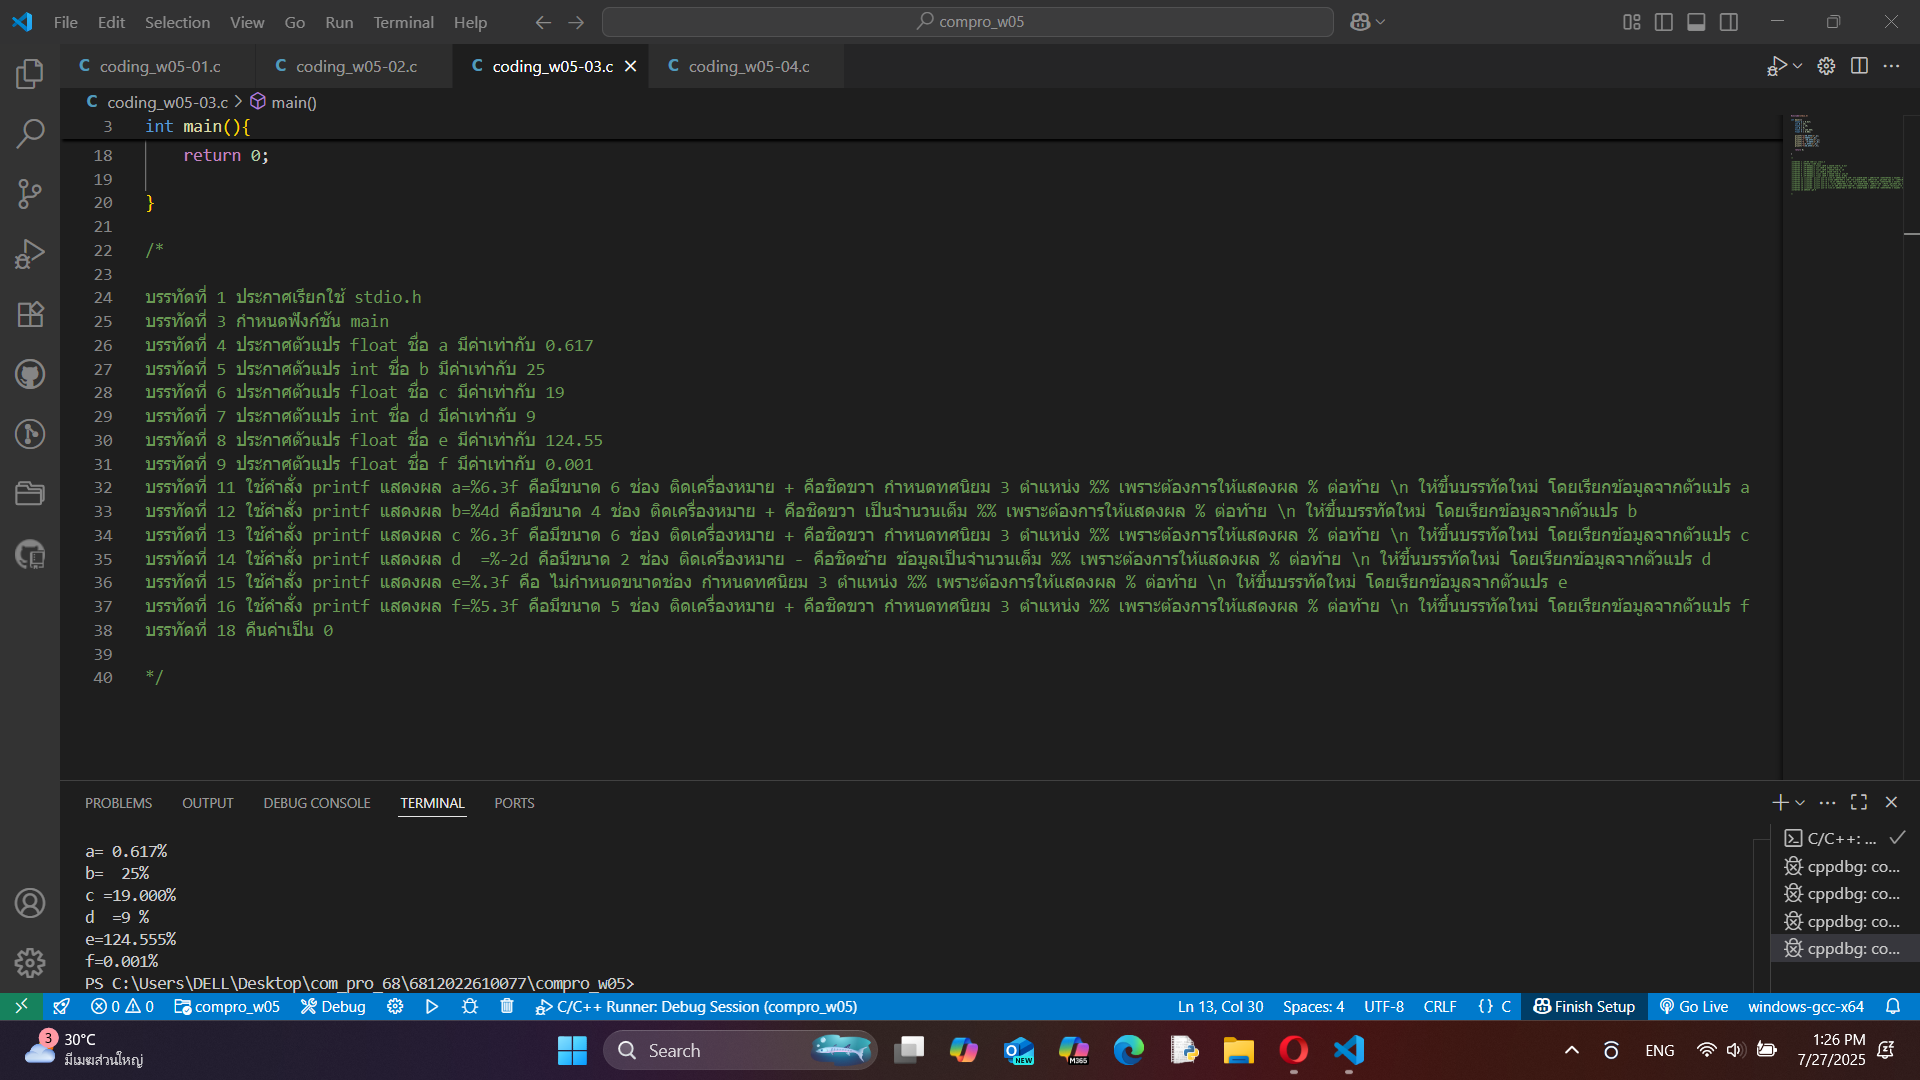 File Edit Selection View Go Run Terminal Help
compro_w05
C coding_w05-01.c
C coding_w05-02.c
C coding_w05-03.c
C coding_w05-04.c
C coding_w05-03.c > main()
3 int main(){
18 return 0;
19
20 }
21
22 /*
23
24 บรรทัดที่ 1 ประกาศเรียกใช้ stdio.h
25 บรรทัดที่ 3 กำหนดฟังก์ชัน main
26 บรรทัดที่ 4 ประกาศตัวแปร float ชื่อ a มีค่าเท่ากับ 0.617
27 บรรทัดที่ 5 ประกาศตัวแปร int ชื่อ b มีค่าเท่ากับ 25
28 บรรทัดที่ 6 ประกาศตัวแปร float ชื่อ c มีค่าเท่ากับ 19
29 บรรทัดที่ 7 ประกาศตัวแปร int ชื่อ d มีค่าเท่ากับ 9
30 บรรทัดที่ 8 ประกาศตัวแปร float ชื่อ e มีค่าเท่ากับ 124.55
31 บรรทัดที่ 9 ประกาศตัวแปร float ชื่อ f มีค่าเท่ากับ 0.001
32 บรรทัดที่ 11 ใช้คำสั่ง printf แสดงผล a=%6.3f คือมีขนาด 6 ช่อง ติดเครื่องหมาย + คือชิดขวา กำหนดทศนิยม 3 ตำแหน่ง %% เพราะต้องการให้แสดงผล % ต่อท้าย \n ให้ขึ้นบรรทัดใหม่ โดยเรียกข้อมูลจากตัวแปร a
33 บรรทัดที่ 12 ใช้คำสั่ง printf แสดงผล b=%4d คือมีขนาด 4 ช่อง ติดเครื่องหมาย + คือชิดขวา เป็นจำนวนเต็ม %% เพราะต้องการให้แสดงผล % ต่อท้าย \n ให้ขึ้นบรรทัดใหม่ โดยเรียกข้อมูลจากตัวแปร b
34 บรรทัดที่ 13 ใช้คำสั่ง printf แสดงผล c %6.3f คือมีขนาด 6 ช่อง ติดเครื่องหมาย + คือชิดขวา กำหนดทศนิยม 3 ตำแหน่ง %% เพราะต้องการให้แสดงผล % ต่อท้าย \n ให้ขึ้นบรรทัดใหม่ โดยเรียกข้อมูลจากตัวแปร c
35 บรรทัดที่ 14 ใช้คำสั่ง printf แสดงผล d  =%-2d คือมีขนาด 2 ช่อง ติดเครื่องหมาย - คือชิดซ้าย ข้อมูลเป็นจำนวนเต็ม %% เพราะต้องการให้แสดงผล % ต่อท้าย \n ให้ขึ้นบรรทัดใหม่ โดยเรียกข้อมูลจากตัวแปร d
36 บรรทัดที่ 15 ใช้คำสั่ง printf แสดงผล e=%.3f คือ ไม่กำหนดขนาดช่อง กำหนดทศนิยม 3 ตำแหน่ง %% เพราะต้องการให้แสดงผล % ต่อท้าย \n ให้ขึ้นบรรทัดใหม่ โดยเรียกข้อมูลจากตัวแปร e
37 บรรทัดที่ 16 ใช้คำสั่ง printf แสดงผล f=%5.3f คือมีขนาด 5 ช่อง ติดเครื่องหมาย + คือชิดขวา กำหนดทศนิยม 3 ตำแหน่ง %% เพราะต้องการให้แสดงผล % ต่อท้าย \n ให้ขึ้นบรรทัดใหม่ โดยเรียกข้อมูลจากตัวแปร f
38 บรรทัดที่ 18 คืนค่าเป็น 0
39
40 */
PROBLEMS OUTPUT DEBUG CONSOLE TERMINAL PORTS
a= 0.617%
b=  25%
c =19.000%
d  =9 %
e=124.555%
f=0.001%
PS C:\Users\DELL\Desktop\com_pro_68\6812022610077\compro_w05>
C/C++: ...
cppdbg: co...
cppdbg: co...
cppdbg: co...
cppdbg: co...
0 0 compro_w05 Debug C/C++ Runner: Debug Session (compro_w05) Ln 13, Col 30 Spaces: 4 UTF-8 CRLF {} C Finish Setup Go Live windows-gcc-x64
3 30°C
มีเมฆส่วนใหญ่
Search
NEW
M365
ENG
1:26 PM
7/27/2025